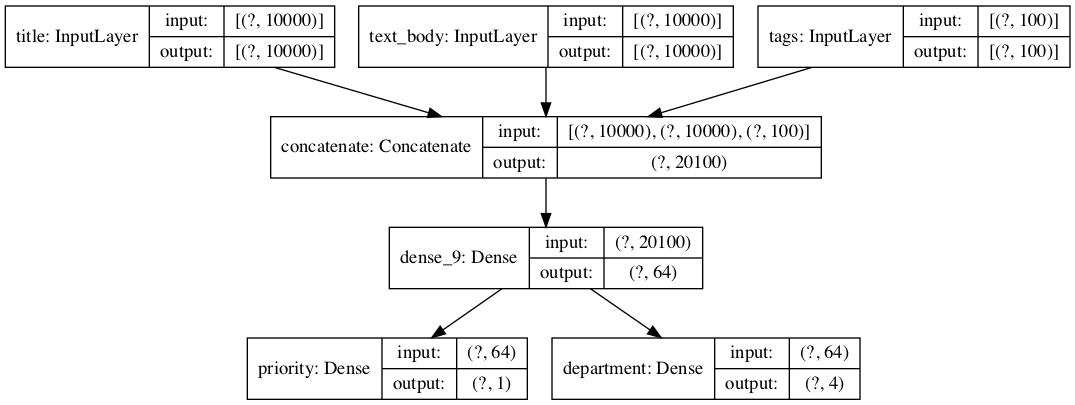 title: InputLayer
input:
[(?, 10000)]
output:
[(?, 10000)]
text_body: InputLayer
input:
[(?, 10000)]
output:
[(?, 10000)]
tags: InputLayer
input:
[(?, 100)]
output:
[(?, 100)]
concatenate: Concatenate
input:
[(?, 10000), (?, 10000), (?, 100)]
output:
(?, 20100)
dense_9: Dense
input:
(?, 20100)
output:
(?, 64)
priority: Dense
input:
(?, 64)
output:
(?, 1)
department: Dense
input:
(?, 64)
output:
(?, 4)